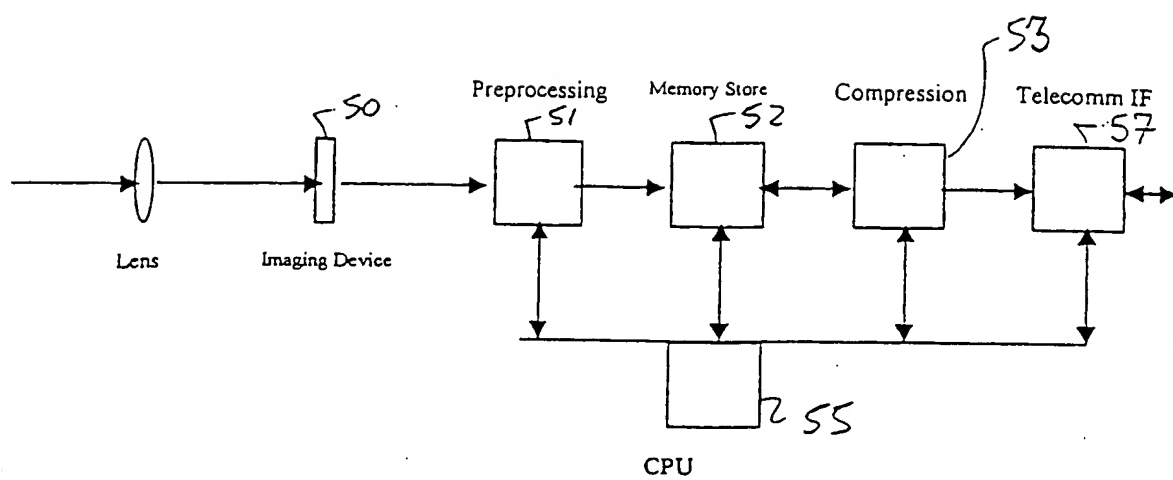 53
Preprocessing
Memory Store
Compression
Telecomm IF
50
51
52
57
Lens
Imaging Device
55
CPU